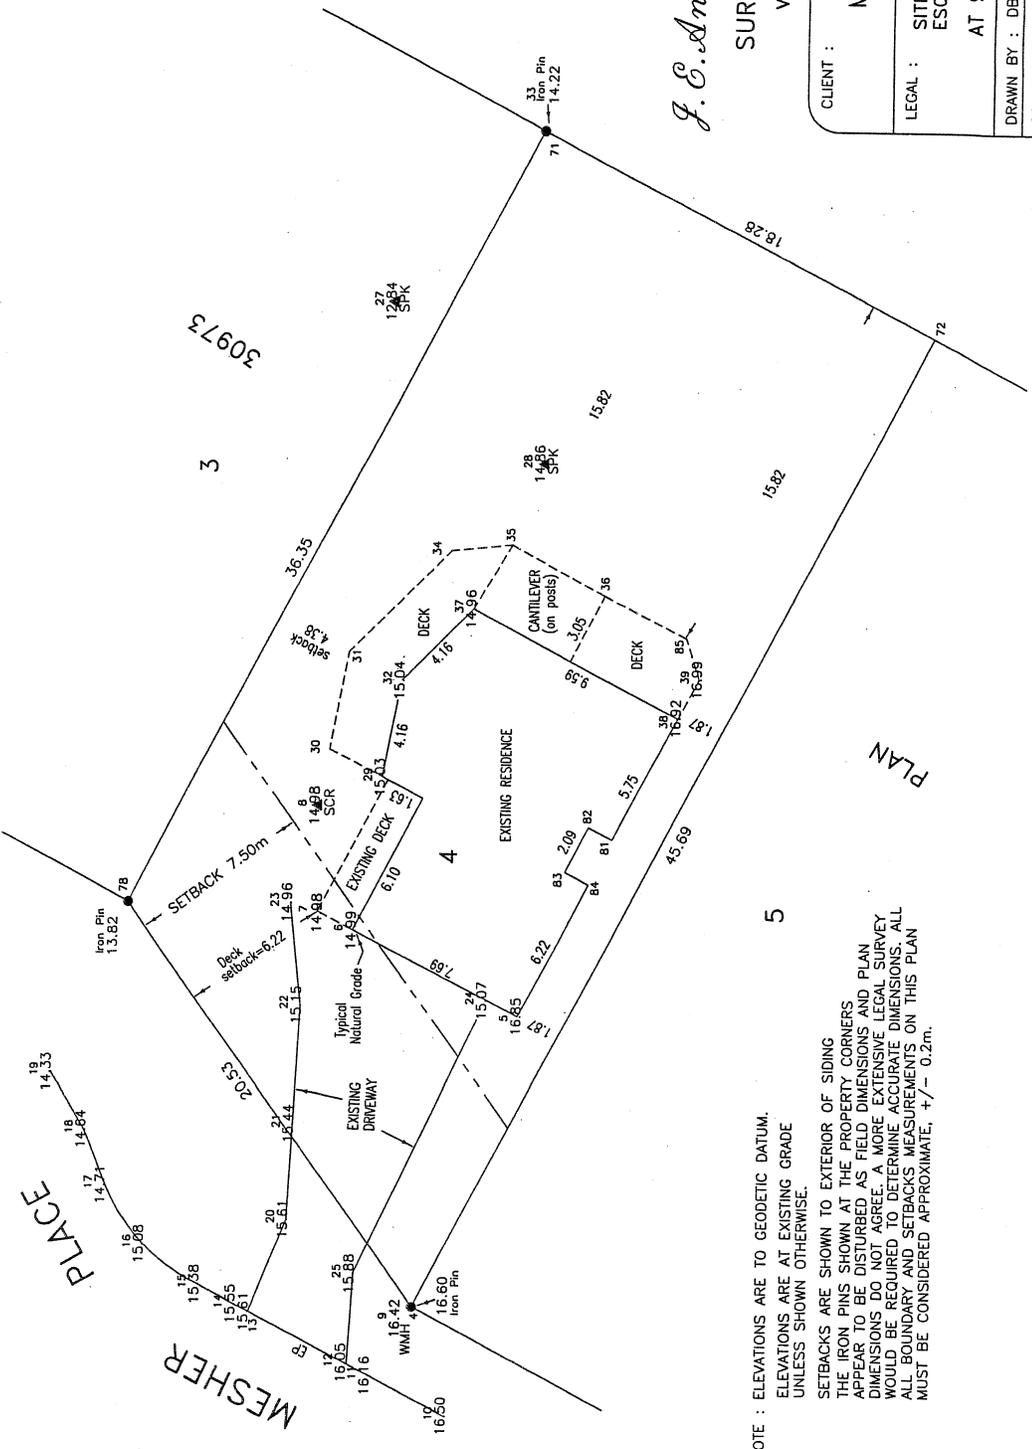 MESHER
PLACE
19
14.33
18
14.64
17
14.71
16
15.08
15
15.38
14
15.55
15.61
13
EP
12
16.05
11
16.16
10
16.50
20
15.61
21
15.44
22
15.15
23
14.96
25
15.88
9
16.42
WMH
4
16.60
Iron Pin
20.53
Iron Pin
13.82
78
SETBACK 7.50m
Deck
setback=6.22
7
14.98
6
14.99
Typical
Natural Grade
EXISTING
DRIVEWAY
24
15.07
5
16.85
1.87
7.69
8
14.98
SCR
EXISTING DECK
6.10
1.63
29
15.03
30
31
setback
4.38
36.35
3
30973
27
12.84
SPK
33
Iron Pin
14.22
71
18.28
72
28
14.86
SPK
15.82
15.82
34
35
36
37
14.96
DECK
4.16
32
15.04
4.16
CANTILEVER
(on posts)
3.05
DECK
9.59
85
39
16.99
38
16.92
1.87
EXISTING RESIDENCE
4
5.75
82
81
2.09
83
84
6.22
45.69
5
PLAN
OTE : ELEVATIONS ARE TO GEODETIC DATUM.
ELEVATIONS ARE AT EXISTING GRADE
UNLESS SHOWN OTHERWISE.
SETBACKS ARE SHOWN TO EXTERIOR OF SIDING
THE IRON PINS SHOWN AT THE PROPERTY CORNERS
APPEAR TO BE DISTURBED AS FIELD DIMENSIONS AND PLAN
DIMENSIONS DO NOT AGREE. A MORE EXTENSIVE LEGAL SURVEY
WOULD BE REQUIRED TO DETERMINE ACCURATE DIMENSIONS. ALL
ALL BOUNDARY AND SETBACKS MEASUREMENTS ON THIS PLAN
MUST BE CONSIDERED APPROXIMATE, +/- 0.2m.
J. E. An
SUR
V
CLIENT :
M
LEGAL :
SIT
ESQ
AT
DRAWN BY : DB